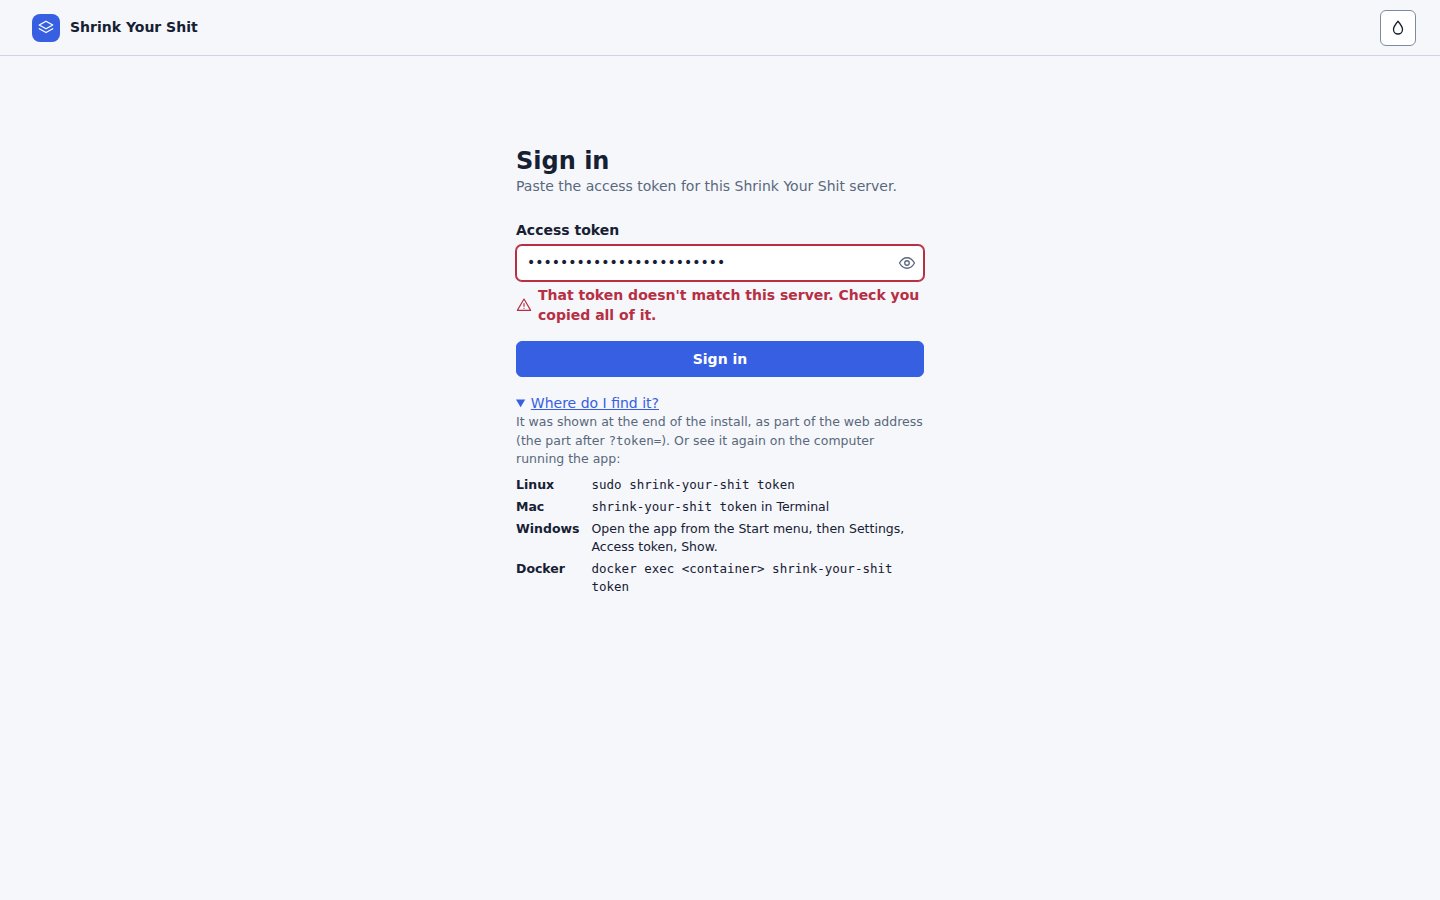 Shrink Your Shit
Sign in
Paste the access token for this Shrink Your Shit server.
Access token
••••••••••••••••••••••••
That token doesn't match this server. Check you
copied all of it.
Sign in
Where do I find it?
It was shown at the end of the install, as part of the web address
(the part after ?token=). Or see it again on the computer
running the app:
Linux sudo shrink-your-shit token
Mac shrink-your-shit token in Terminal
Windows Open the app from the Start menu, then Settings,
Access token, Show.
Docker docker exec <container> shrink-your-shit
token